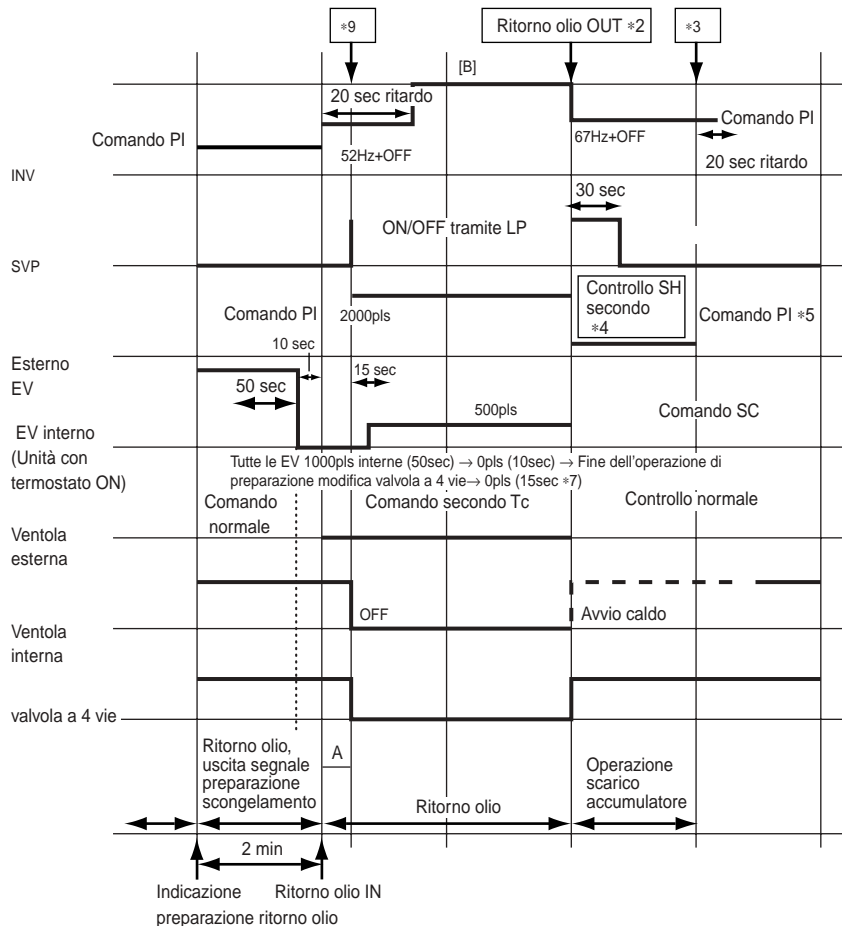 *9
Ritorno olio OUT *2
*3
[B]
20 sec ritardo
Comando PI
Comando PI
52Hz+OFF
67Hz+OFF
20 sec ritardo
INV
30 sec
ON/OFF tramite LP
SVP
Controllo SH
secondo
*4
Comando PI
2000pls
Comando PI *5
10 sec
Esterno
EV
15 sec
50 sec
500pls
Comando SC
EV interno
(Unità con
termostato ON)
Tutte le EV 1000pls interne (50sec) → 0pls (10sec) → Fine dell'operazione di
preparazione modifica valvola a 4 vie→ 0pls (15sec *7)
Comando
normale
Comando secondo Tc
Controllo normale
Ventola
esterna
OFF
Avvio caldo
Ventola
interna
valvola a 4 vie
Ritorno olio,
uscita segnale
preparazione
scongelamento
A
Operazione
scarico
accumulatore
Ritorno olio
2 min
Indicazione
preparazione ritorno olio
Ritorno olio IN